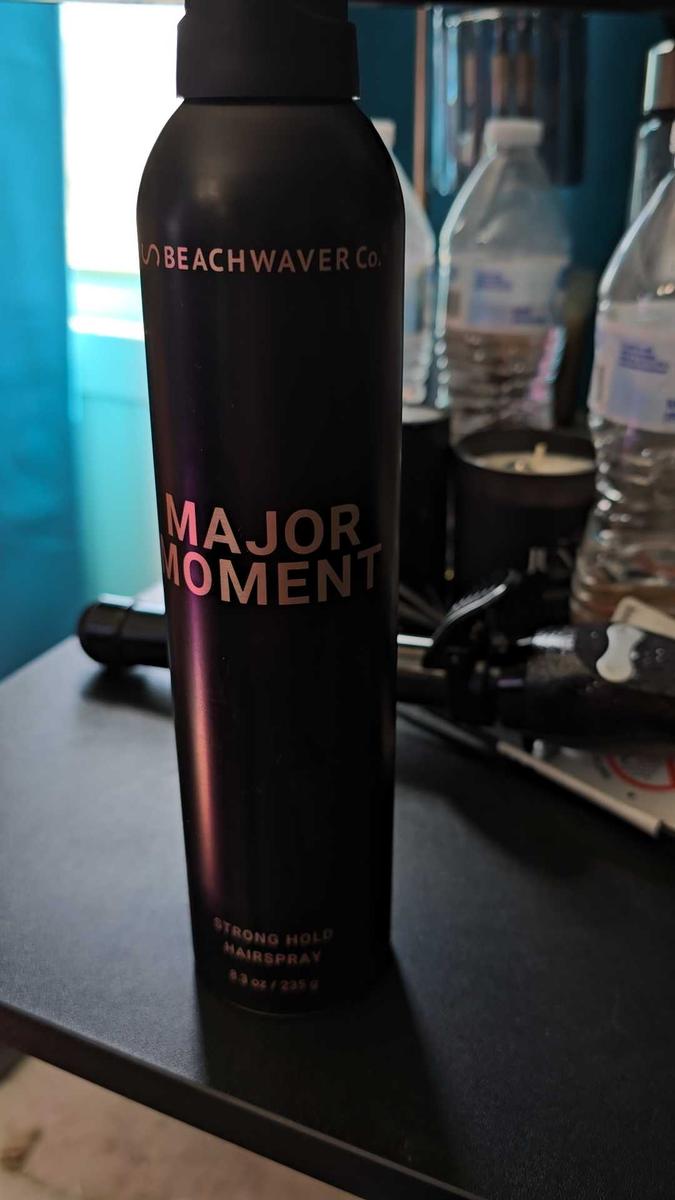 BEACHWAVER Co.
MAJOR
MOMENT
STRONG HOLD
HAIRSPRAY
8.3 oz / 235 g